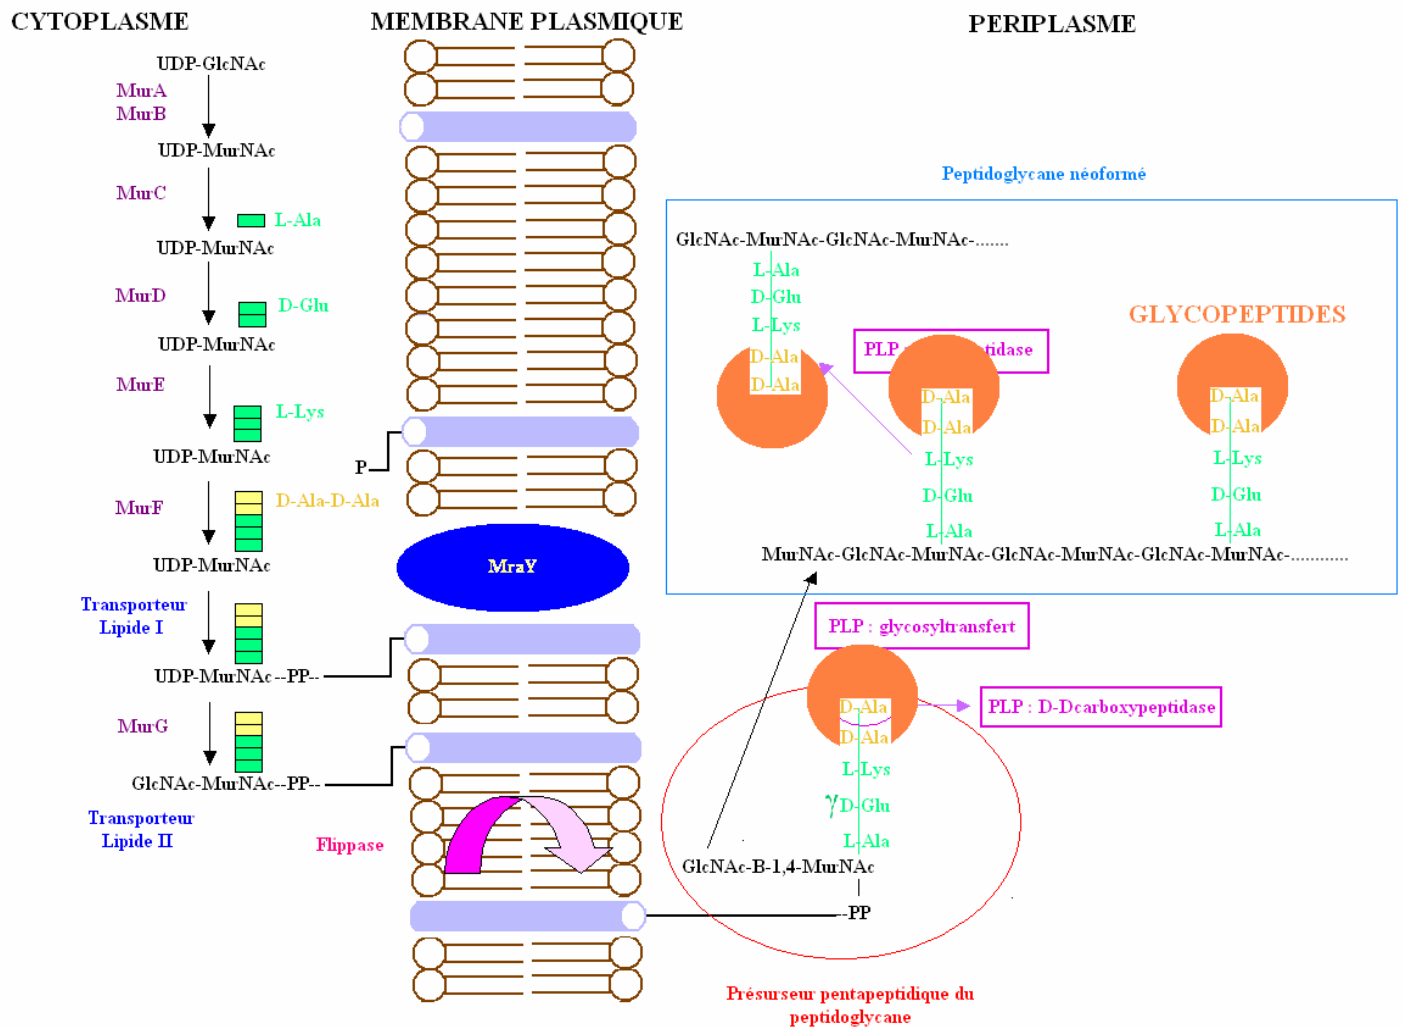 CYTOPLASME
MEMBRANE PLASMIQUE
PERIPLASME
UDP-GlcNAc
MurA
MurB
UDP-MurNAc
MurC
L-Ala
UDP-MurNAc
MurD
D-Glu
UDP-MurNAc
MurE
L-Lys
UDP-MurNAc
P
MurF
D-Ala-D-Ala
UDP-MurNAc
MraY
Transporteur
Lipide I
UDP-MurNAc--PP--
MurG
GlcNAc-MurNAc--PP--
Transporteur
Lipide II
Flippase
Peptidoglycane néoformé
GlcNAc-MurNAc-GlcNAc-MurNAc-.......
L-Ala
D-Glu
L-Lys
D-Ala
D-Ala
GLYCOPEPTIDES
PLP tidase
D-Ala
D-Ala
L-Lys
D-Glu
L-Ala
D-Ala
D-Ala
L-Lys
D-Glu
L-Ala
MurNAc-GlcNAc-MurNAc-GlcNAc-MurNAc-GlcNAc-MurNAc-............
PLP : glycosyltransfert
PLP : D-Dcarboxypeptidase
D-Ala
D-Ala
L-Lys
γ D-Glu
L-Ala
GlcNAc-B-1,4-MurNAc
--PP
Présurseur pentapeptidique du
peptidoglycane